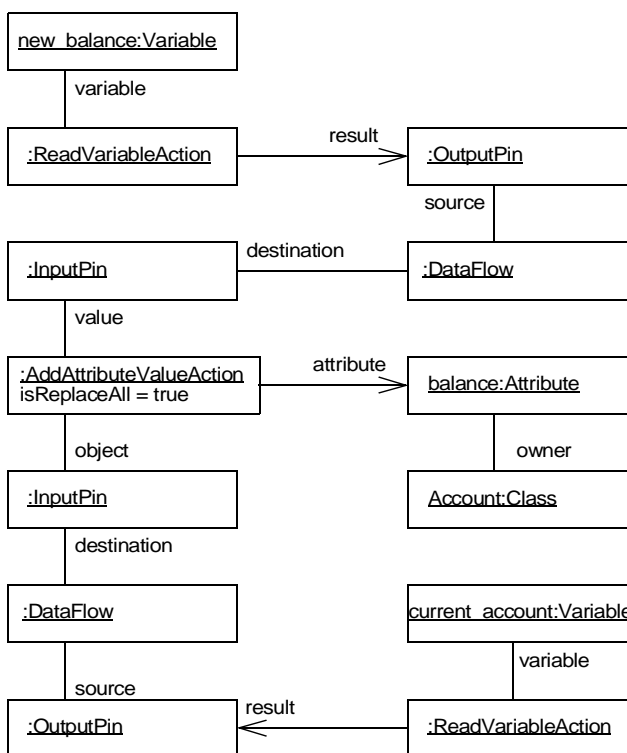 new_balance:Variable
variable
result
:ReadVariableAction
:OutputPin
source
destination
:InputPin
:DataFlow
value
:AddAttributeValueAction
isReplaceAll = true
attribute
balance:Attribute
object
owner
:InputPin
Account:Class
destination
:DataFlow
current_account:Variable
variable
source
result
:OutputPin
:ReadVariableAction